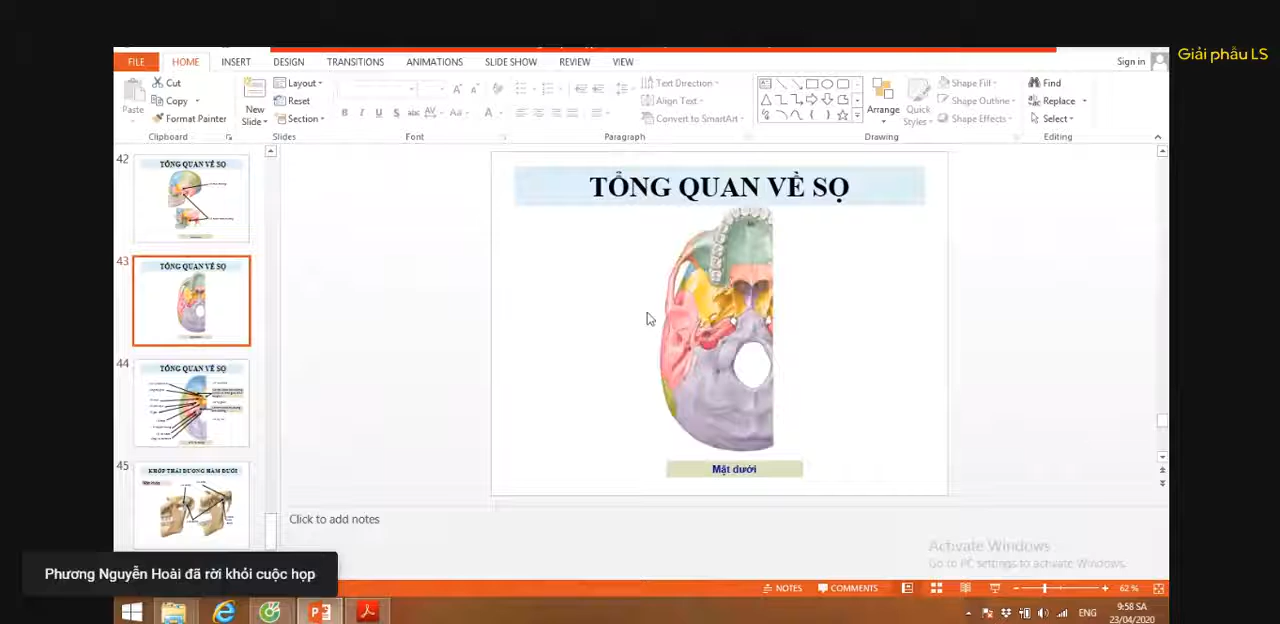 Giải phẫu LS
FILE HOME INSERT DESIGN TRANSITIONS ANIMATIONS SLIDE SHOW REVIEW VIEW Sign in
Paste
Cut
Copy
Format Painter
Clipboard
New
Slide
Layout
Reset
Section
Slides
B I U S abc AV Aa A
Font
Text Direction
Align Text
Convert to SmartArt
Paragraph
Arrange
Quick
Styles
Shape Fill
Shape Outline
Shape Effects
Drawing
Find
Replace
Select
Editing
42
TỔNG QUAN VỀ SỌ
43
TỔNG QUAN VỀ SỌ
44
TỔNG QUAN VỀ SỌ
45
KHỚP THÁI DƯƠNG HÀM DƯỚI
TỔNG QUAN VỀ SỌ
Mặt dưới
Click to add notes
Activate Windows
Go to PC settings to activate Windows.
Phương Nguyễn Hoài đã rời khỏi cuộc họp
NOTES COMMENTS 62 %
ENG
9:58 SA
23/04/2020